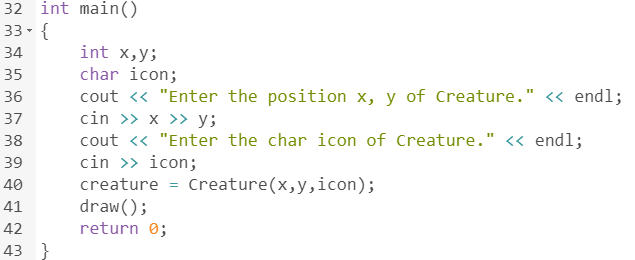 32 int main()
33 {
34     int x,y;
35     char icon;
36     cout << "Enter the position x, y of Creature." << endl;
37     cin >> x >> y;
38     cout << "Enter the char icon of Creature." << endl;
39     cin >> icon;
40     creature = Creature(x,y,icon);
41     draw();
42     return 0;
43 }